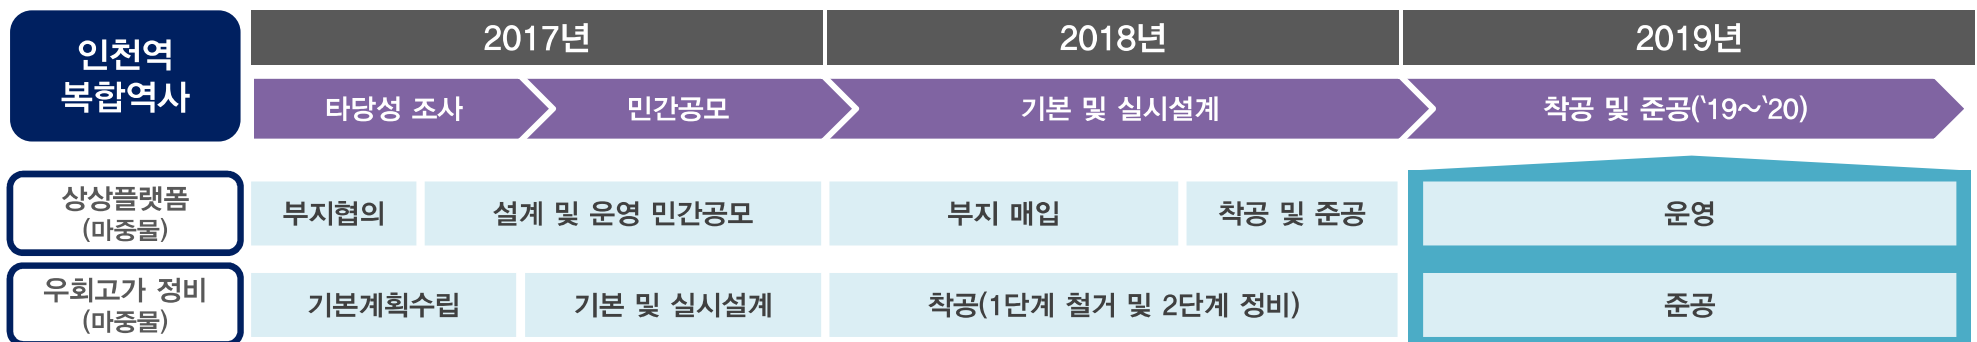 인천역
복합역사
2017년 2018년 2019년
타당성 조사 민간공모 기본 및 실시설계 착공 및 준공(‵19~‵20)
상상플랫폼
(마중물)
부지협의 설계 및 운영 민간공모 부지 매입 착공 및 준공 운영
우회고가 정비
(마중물)
기본계획수립 기본 및 실시설계 착공(1단계 철거 및 2단계 정비) 준공